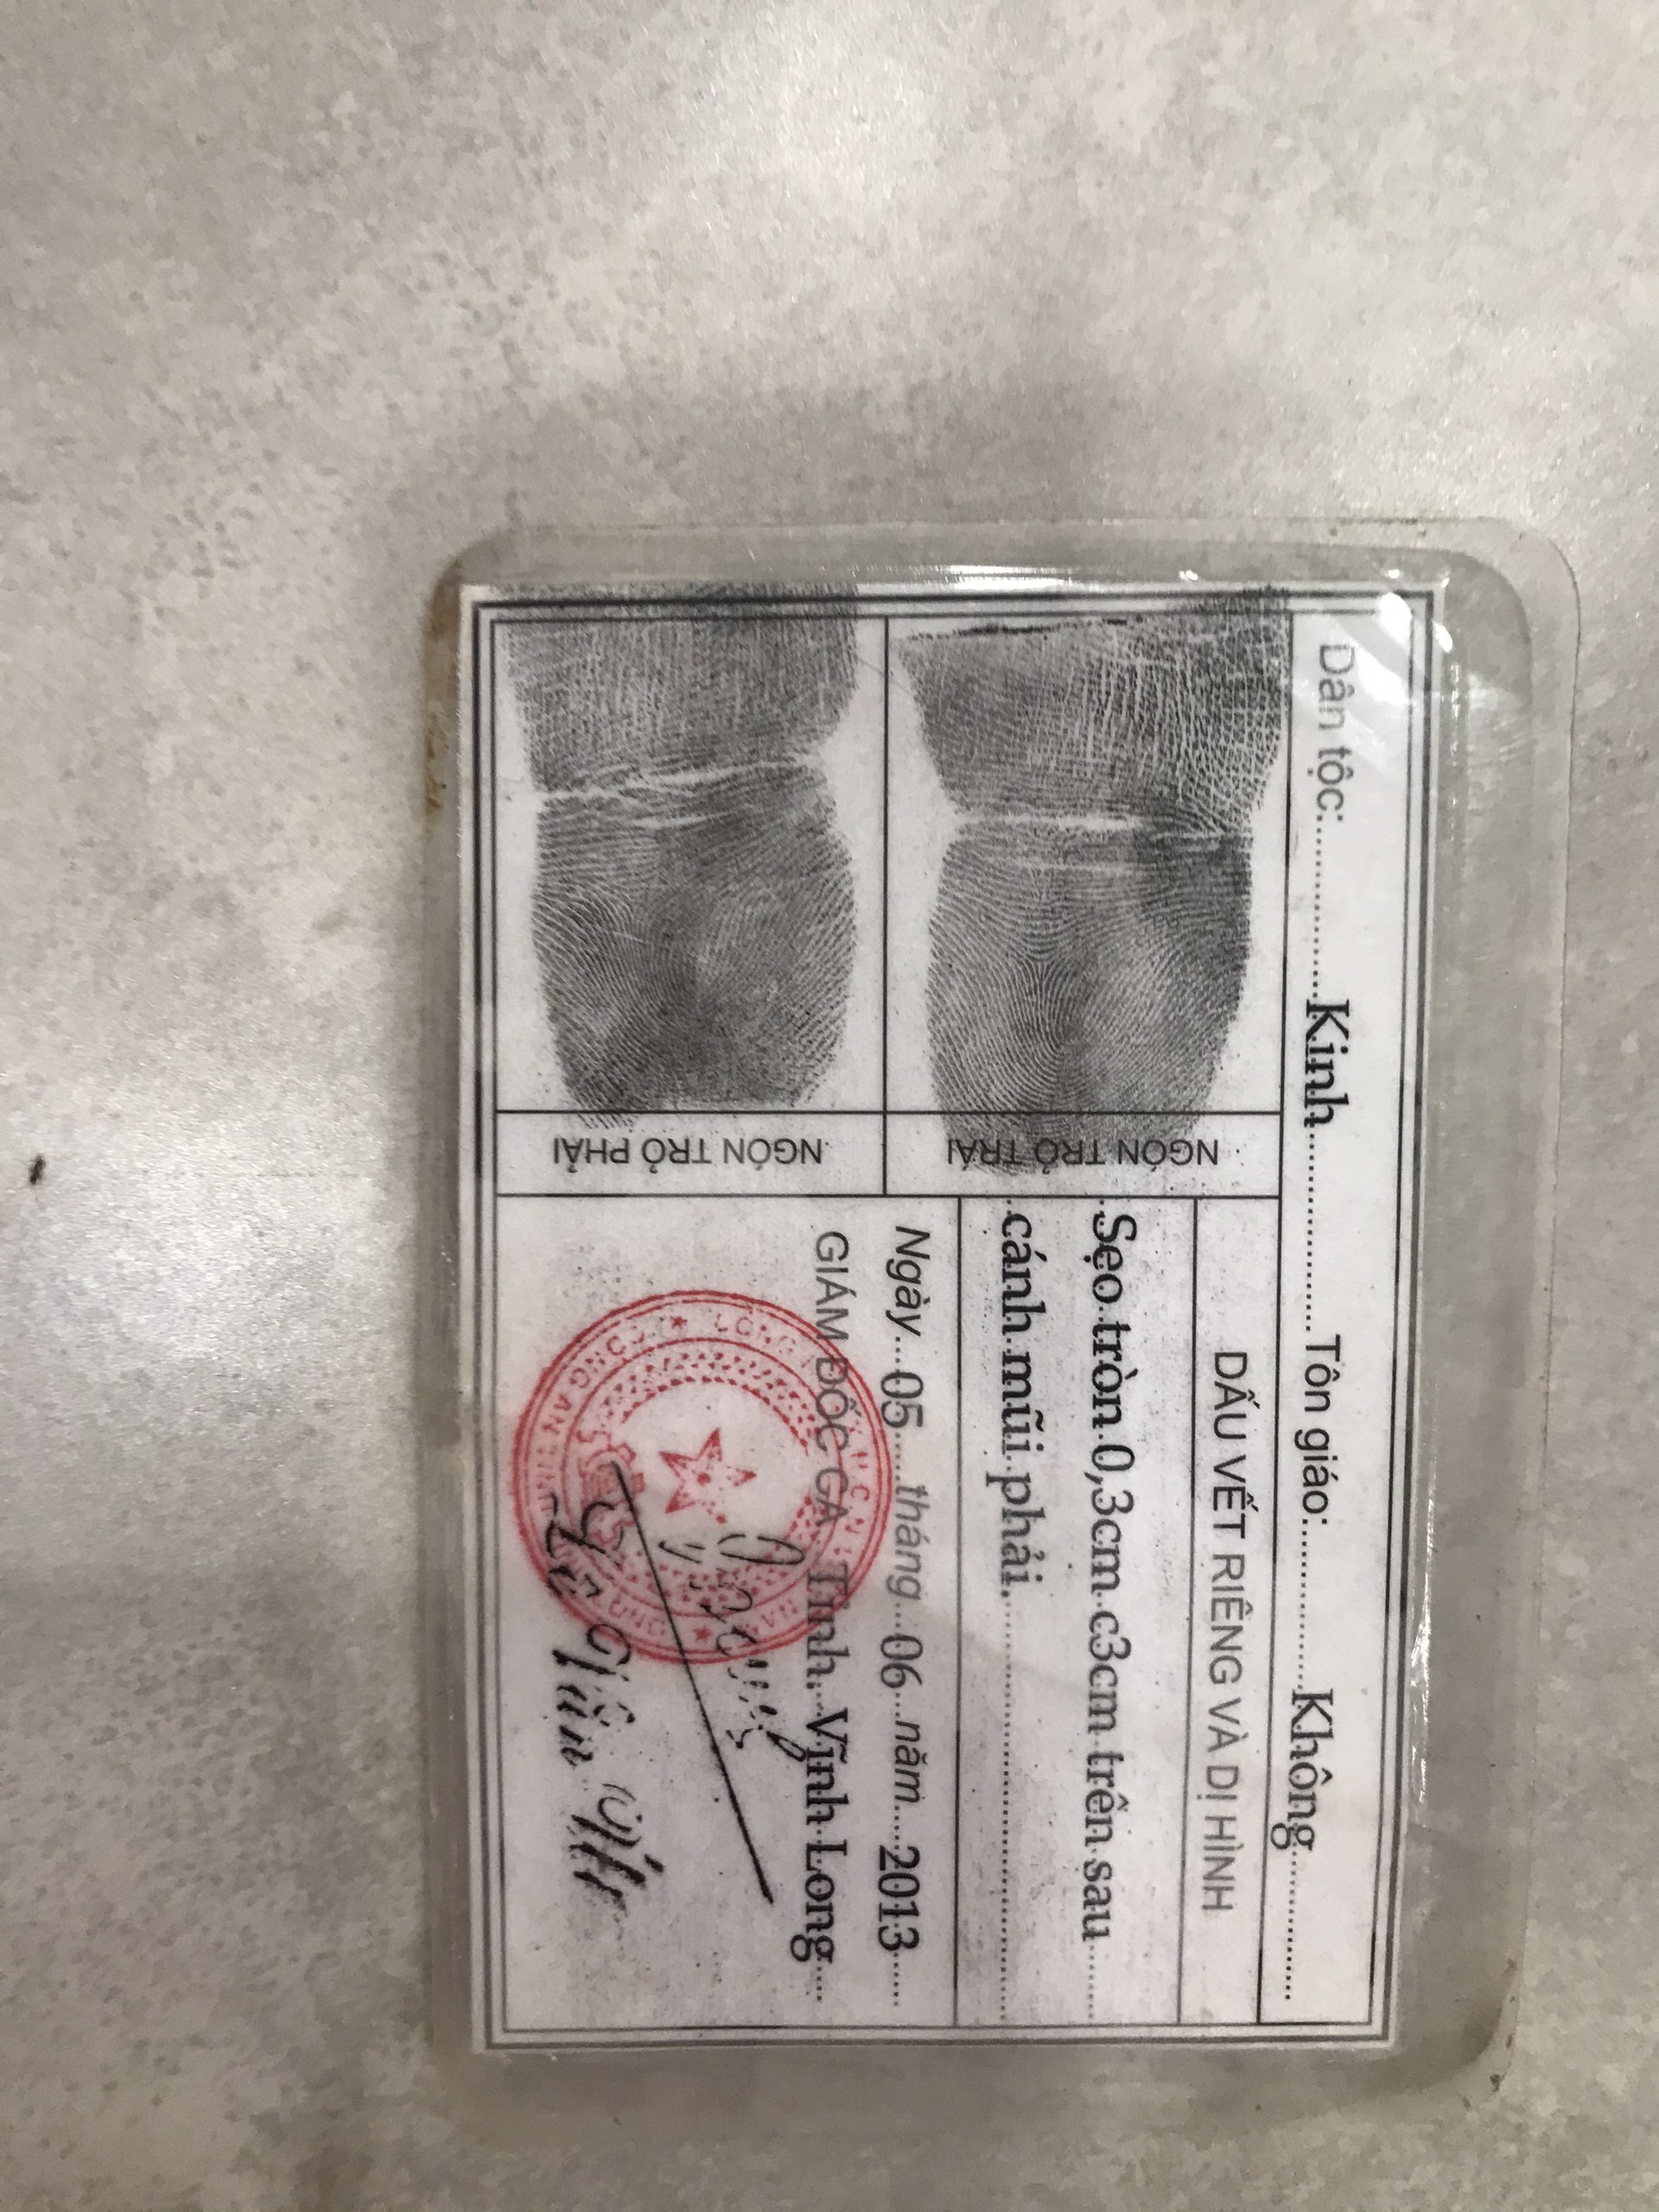 Dân tộc: Kinh Tôn giáo: Không
NGÓN TRỎ TRÁI
NGÓN TRỎ PHẢI
DẤU VẾT RIÊNG VÀ DỊ HÌNH
Sẹo tròn 0,3cm c3cm trên sau
cánh mũi phải.
Ngày 05 tháng 06 năm 2013
GIÁM ĐỐC CA Tỉnh Vĩnh Long